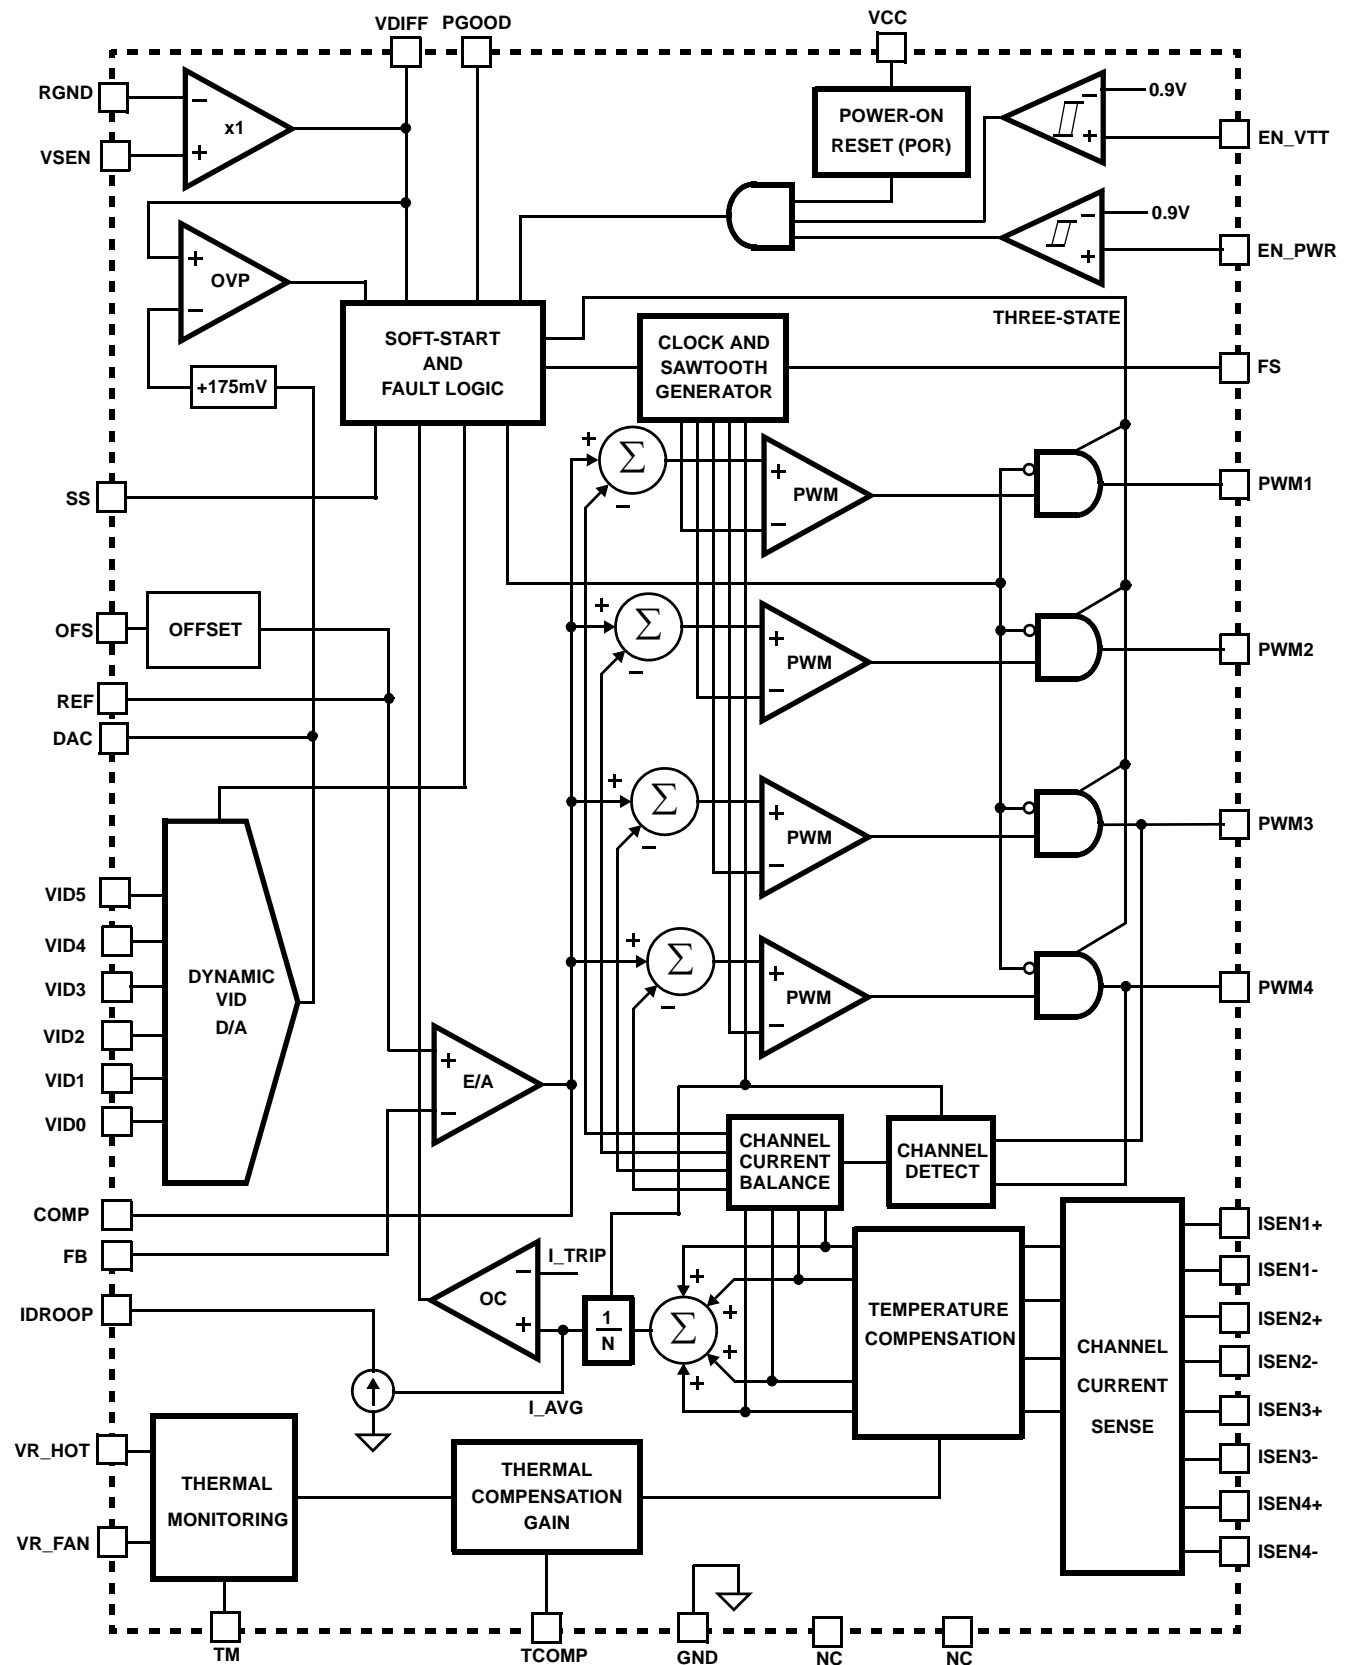 VDIFF
PGOOD
VCC
RGND
−
x1
VSEN
+
POWER-ON
RESET (POR)
−
0.9V
+
EN_VTT
−
0.9V
+
EN_PWR
+
OVP
−
+175mV
SOFT-START
AND
FAULT LOGIC
CLOCK AND
SAWTOOTH
GENERATOR
THREE-STATE
FS
+
Σ
−
+
PWM
−
PWM1
SS
OFS
OFFSET
+
Σ
−
+
PWM
−
PWM2
REF
DAC
+
Σ
−
+
PWM
−
PWM3
VID5
VID4
VID3
VID2
VID1
VID0
DYNAMIC
VID
D/A
+
Σ
−
+
PWM
−
PWM4
+
E/A
−
CHANNEL
CURRENT
BALANCE
CHANNEL
DETECT
COMP
FB
IDROOP
I_TRIP
−
OC
+
1
N
Σ
+
+
+
+
I_AVG
TEMPERATURE
COMPENSATION
CHANNEL
CURRENT
SENSE
ISEN1+
ISEN1-
ISEN2+
ISEN2-
ISEN3+
ISEN3-
ISEN4+
ISEN4-
VR_HOT
VR_FAN
THERMAL
MONITORING
THERMAL
COMPENSATION
GAIN
TM
TCOMP
GND
NC
NC